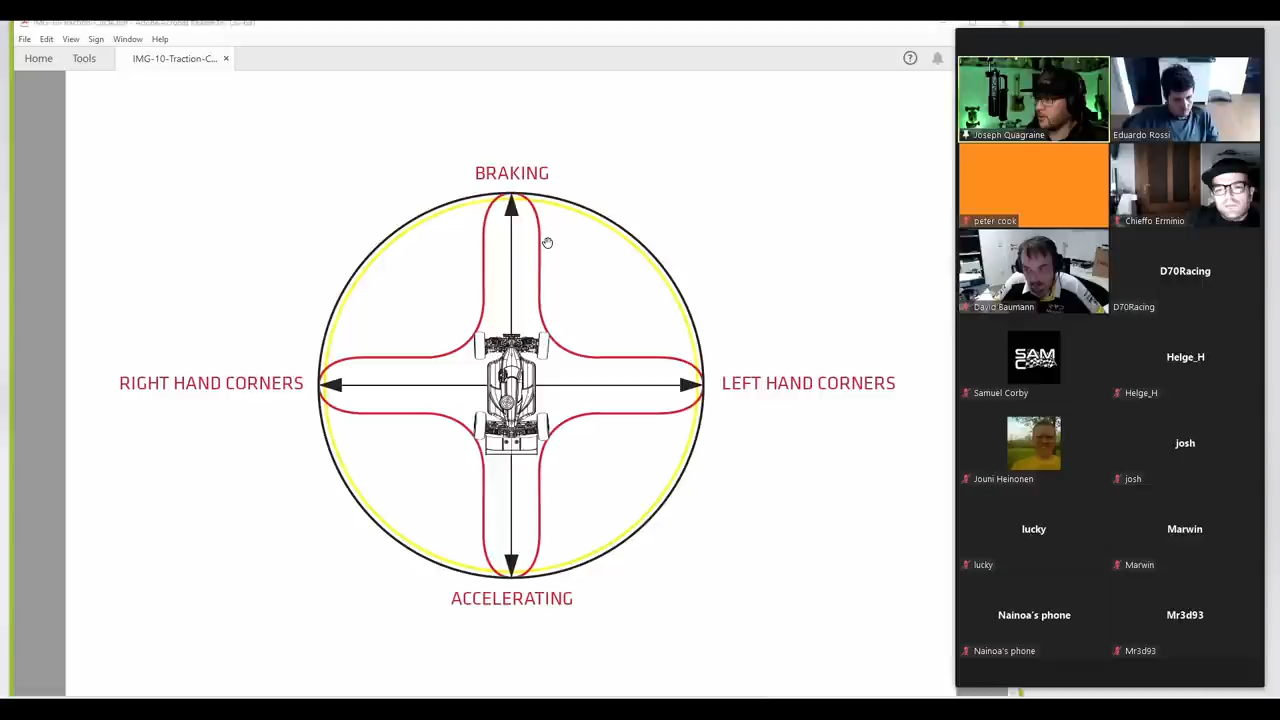 File Edit View Sign Window Help
Home Tools IMG-10-Traction-C... ×
?
BRAKING
RIGHT HAND CORNERS
LEFT HAND CORNERS
ACCELERATING
Joseph Quagraine
Eduardo Rossi
peter cook
Chieffo Erminio
David Baumann
D70Racing
D70Racing
SAM
C
Samuel Corby
Helge_H
Helge_H
Jouni Heinonen
josh
josh
lucky
lucky
Marwin
Marwin
Nainoa's phone
Nainoa's phone
Mr3d93
Mr3d93